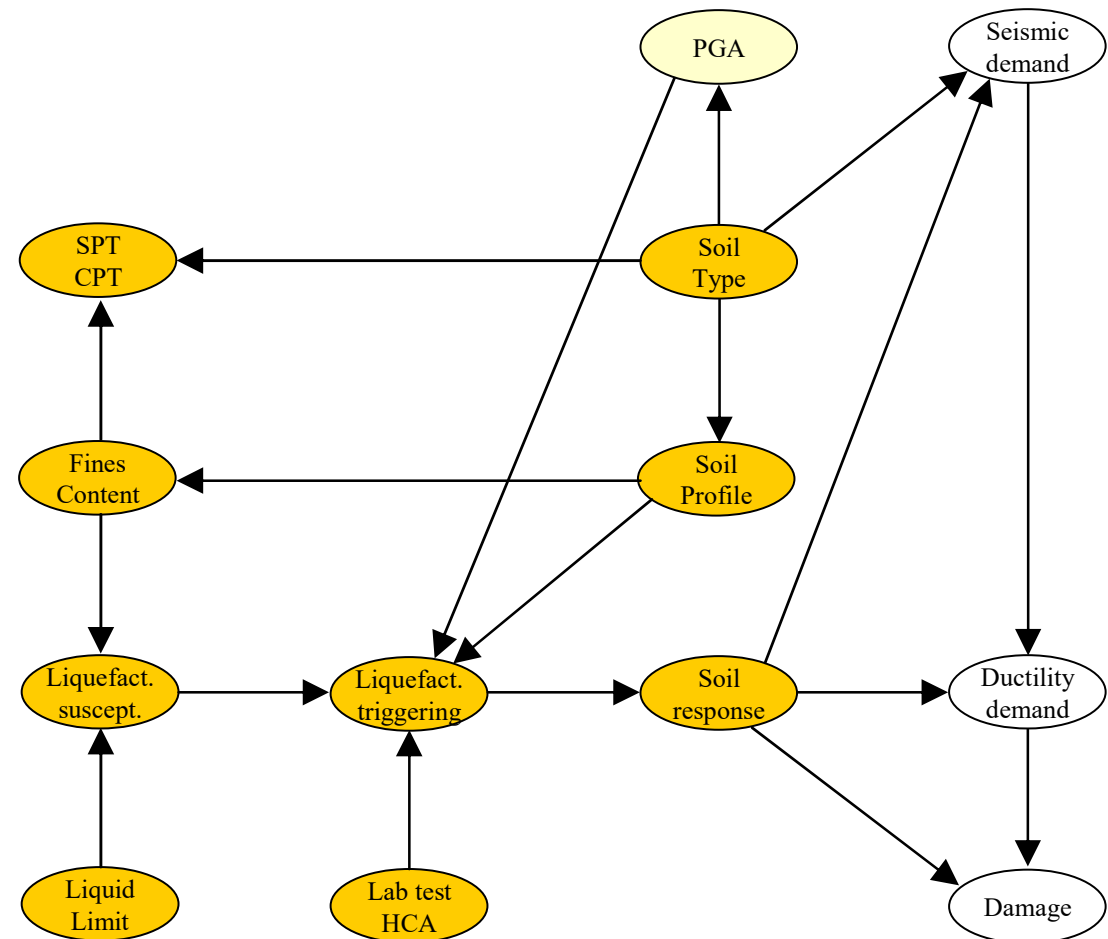 PGA
Seismic
demand
SPT
CPT
Soil
Type
Fines
Content
Soil
Profile
Liquefact.
suscept.
Liquefact.
triggering
Soil
response
Ductility
demand
Liquid
Limit
Lab test
HCA
Damage